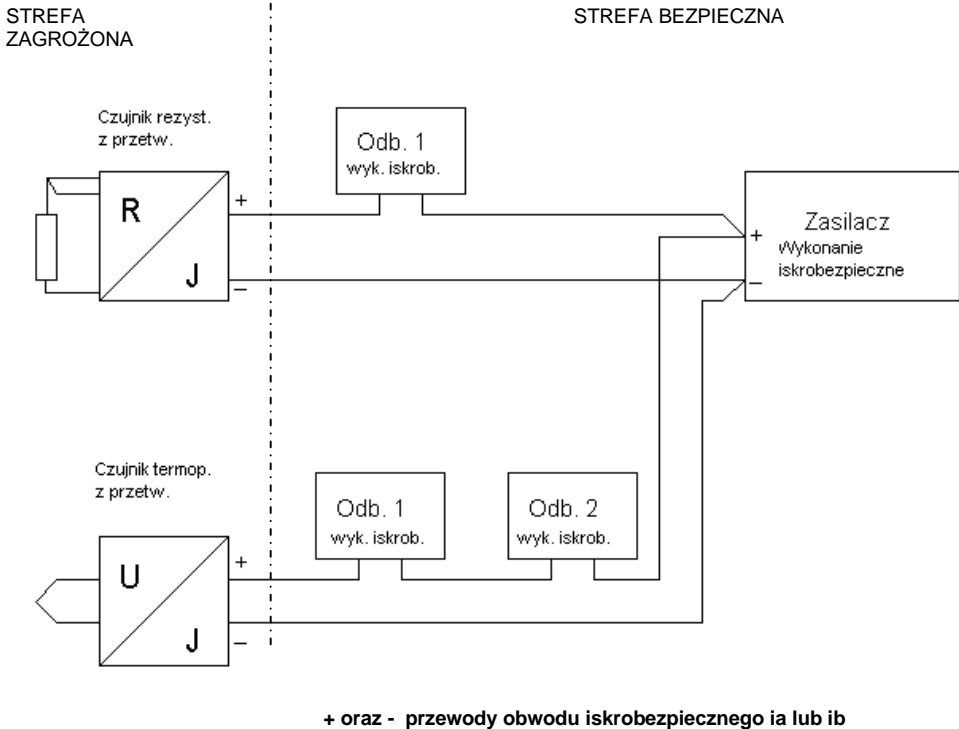 STREFA
ZAGROŻONA
STREFA BEZPIECZNA
Czujnik rezyst.
z przetw.
R
J
+
–
Odb. 1
wyk. iskrob.
Zasilacz
Wykonanie
iskrobezpieczne
+
–
Czujnik termop.
z przetw.
U
J
+
–
Odb. 1
wyk. iskrob.
Odb. 2
wyk. iskrob.
+ oraz - przewody obwodu iskrobezpiecznego ia lub ib